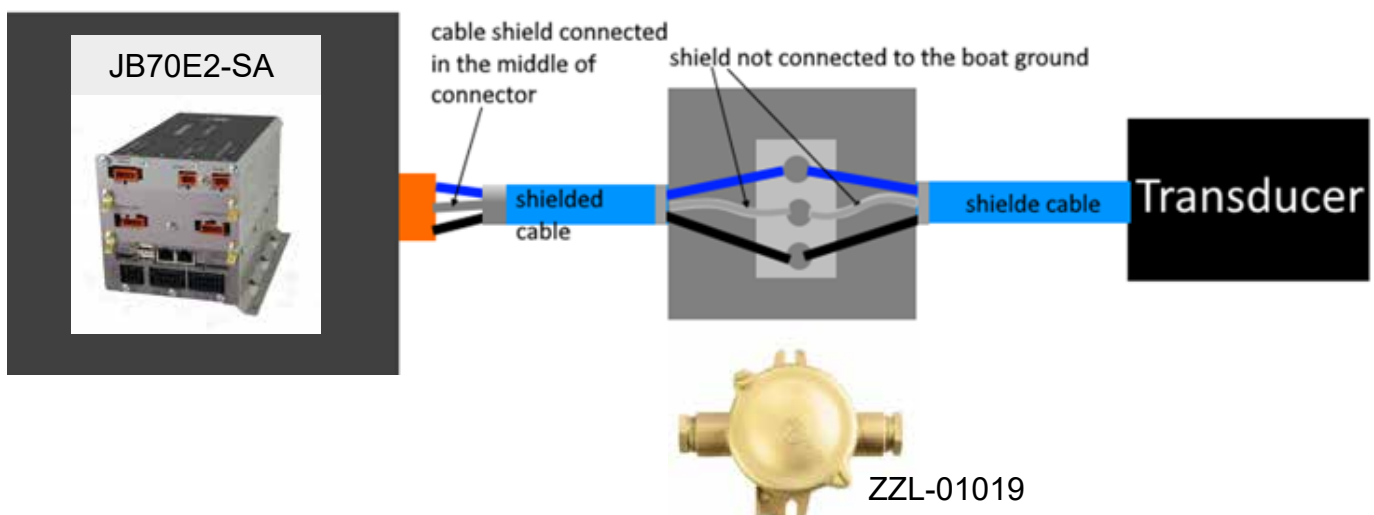 JB70E2-SA
cable shield connected
in the middle of
connector
shield not connected to the boat ground
shielded
cable
shielde cable
Transducer
ZZL-01019